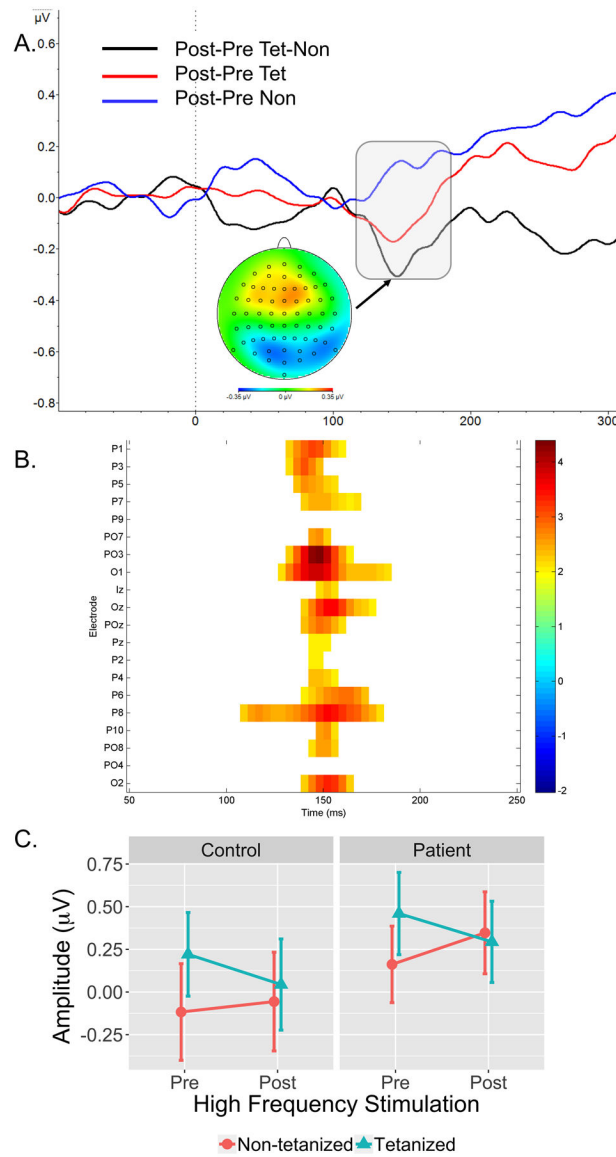 µV
A.
Post-Pre Tet-Non
Post-Pre Tet
Post-Pre Non
0.6
0.4
0.2
0.0
-0.2
-0.4
-0.6
-0.8
-0.36 µV 0 µV 0.36 µV
0 100 200 300
B.
Electrode
P1
P3
P5
P7
P9
PO7
PO3
O1
Iz
Oz
POz
Pz
P2
P4
P6
P8
P10
PO8
PO4
O2
50 100 150 200 250
Time (ms)
4
3
2
1
0
-1
-2
C.
Control Patient
Amplitude (µV)
0.75
0.50
0.25
0.00
-0.25
Pre Post Pre Post
High Frequency Stimulation
Non-tetanized Tetanized